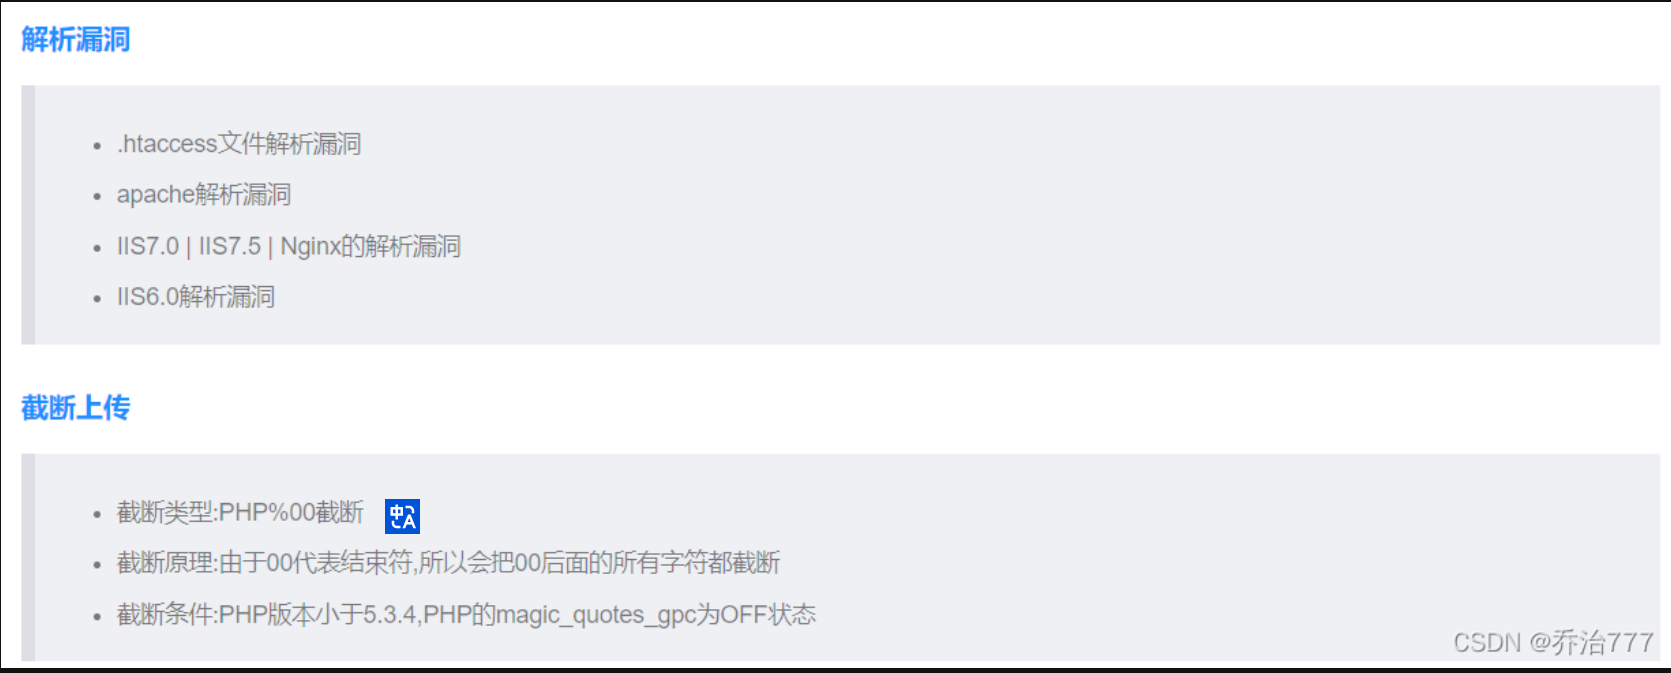 解析漏洞
.htaccess文件解析漏洞
apache解析漏洞
IIS7.0 | IIS7.5 | Nginx的解析漏洞
IIS6.0解析漏洞
截断上传
截断类型:PHP%00截断
中A
截断原理:由于00代表结束符,所以会把00后面的所有字符都截断
截断条件:PHP版本小于5.3.4,PHP的magic_quotes_gpc为OFF状态
CSDN @乔治777